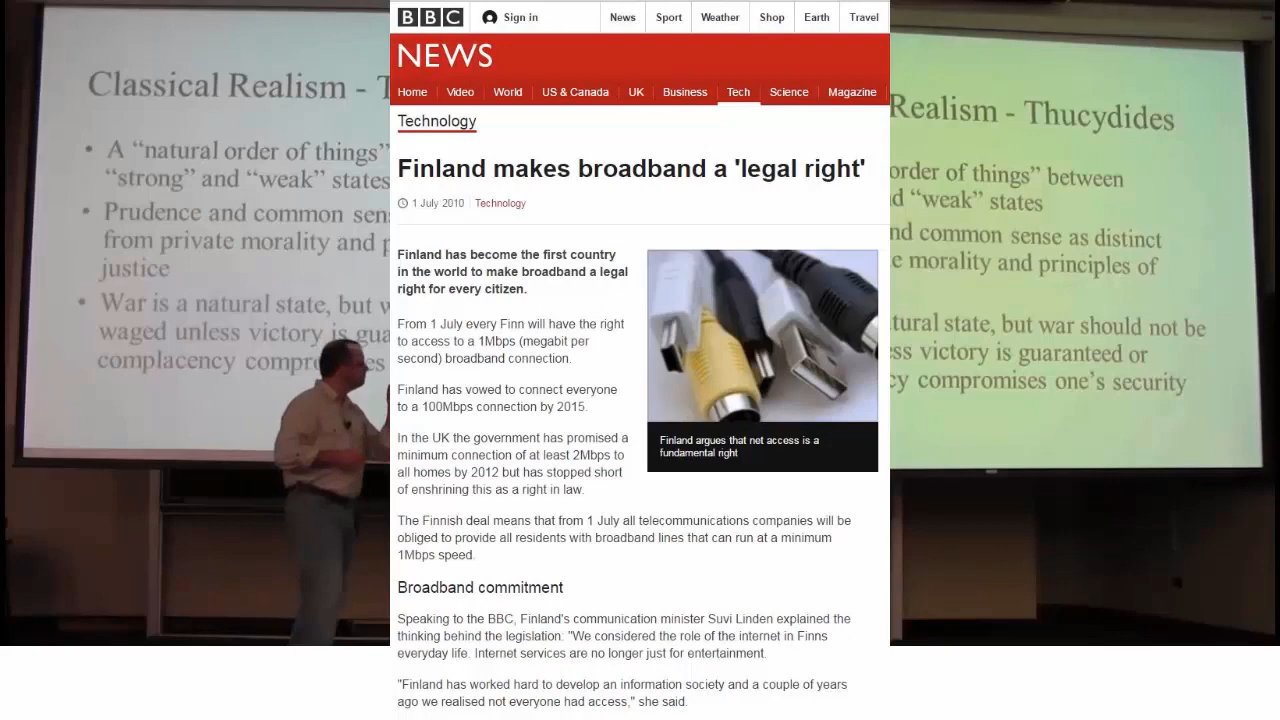 Classical Realism - T
• A “natural order of things”
“strong” and “weak” states
• Prudence and common sens
from private morality and p
justice
• War is a natural state, but w
waged unless victory is gua
complacency compr es
BBC Sign in News Sport Weather Shop Earth Travel
NEWS
Home Video World US & Canada UK Business Tech Science Magazine
Technology
Finland makes broadband a 'legal right'
1 July 2010 Technology
Finland has become the first country
in the world to make broadband a legal
right for every citizen.
From 1 July every Finn will have the right
to access to a 1Mbps (megabit per
second) broadband connection.
Finland has vowed to connect everyone
to a 100Mbps connection by 2015.
In the UK the government has promised a
minimum connection of at least 2Mbps to
all homes by 2012 but has stopped short
of enshrining this as a right in law.
Finland argues that net access is a
fundamental right
The Finnish deal means that from 1 July all telecommunications companies will be
obliged to provide all residents with broadband lines that can run at a minimum
1Mbps speed.
Broadband commitment
Speaking to the BBC, Finland's communication minister Suvi Linden explained the
thinking behind the legislation: "We considered the role of the internet in Finns
everyday life. Internet services are no longer just for entertainment.
"Finland has worked hard to develop an information society and a couple of years
ago we realised not everyone had access," she said.
Realism - Thucydides
order of things” between
d “weak” states
nd common sense as distinct
e morality and principles of
tural state, but war should not be
ss victory is guaranteed or
cy compromises one’s security